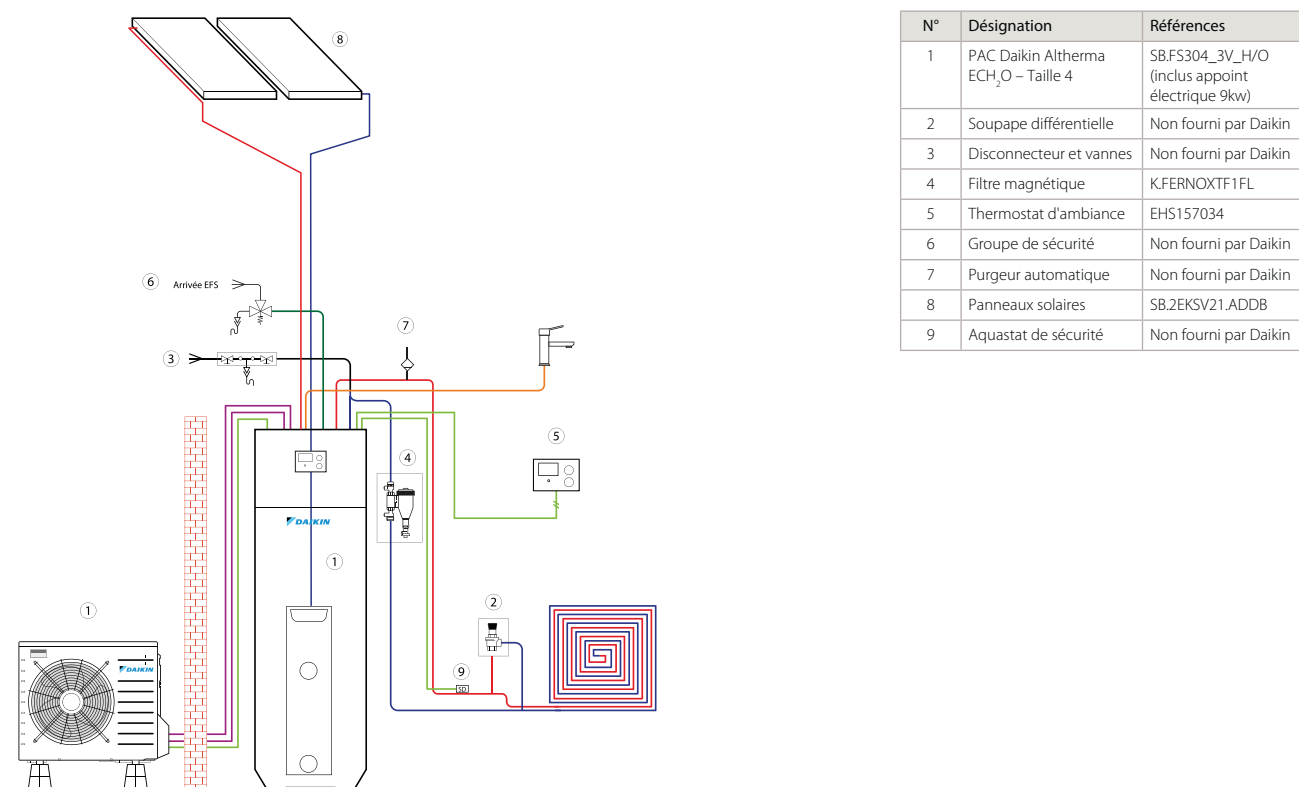 8
6 Arrivée EFS
7
3
5
4
DAIKIN
1
1
2
DAIKIN
9
SD
N° Désignation Références
1 PAC Daikin Altherma ECH2O – Taille 4 SB.FS304_3V_H/O (inclus appoint électrique 9kw)
2 Soupape différentielle Non fourni par Daikin
3 Disconnecteur et vannes Non fourni par Daikin
4 Filtre magnétique K.FERNOXTF1FL
5 Thermostat d'ambiance EHS157034
6 Groupe de sécurité Non fourni par Daikin
7 Purgeur automatique Non fourni par Daikin
8 Panneaux solaires SB.2EKSV21.ADDB
9 Aquastat de sécurité Non fourni par Daikin